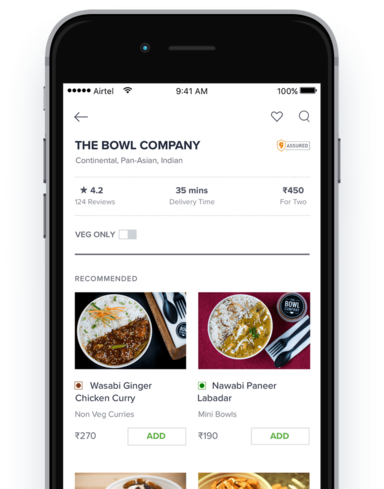 Airtel 9:41 AM 100%
THE BOWL COMPANY
ASSURED
Continental, Pan-Asian, Indian
★ 4.2 35 mins ₹450
124 Reviews Delivery Time For Two
VEG ONLY
RECOMMENDED
THE
BOWL
COMPANY
Wasabi Ginger
Chicken Curry
Nawabi Paneer
Labadar
Non Veg Curries Mini Bowls
₹270 ADD ₹190 ADD